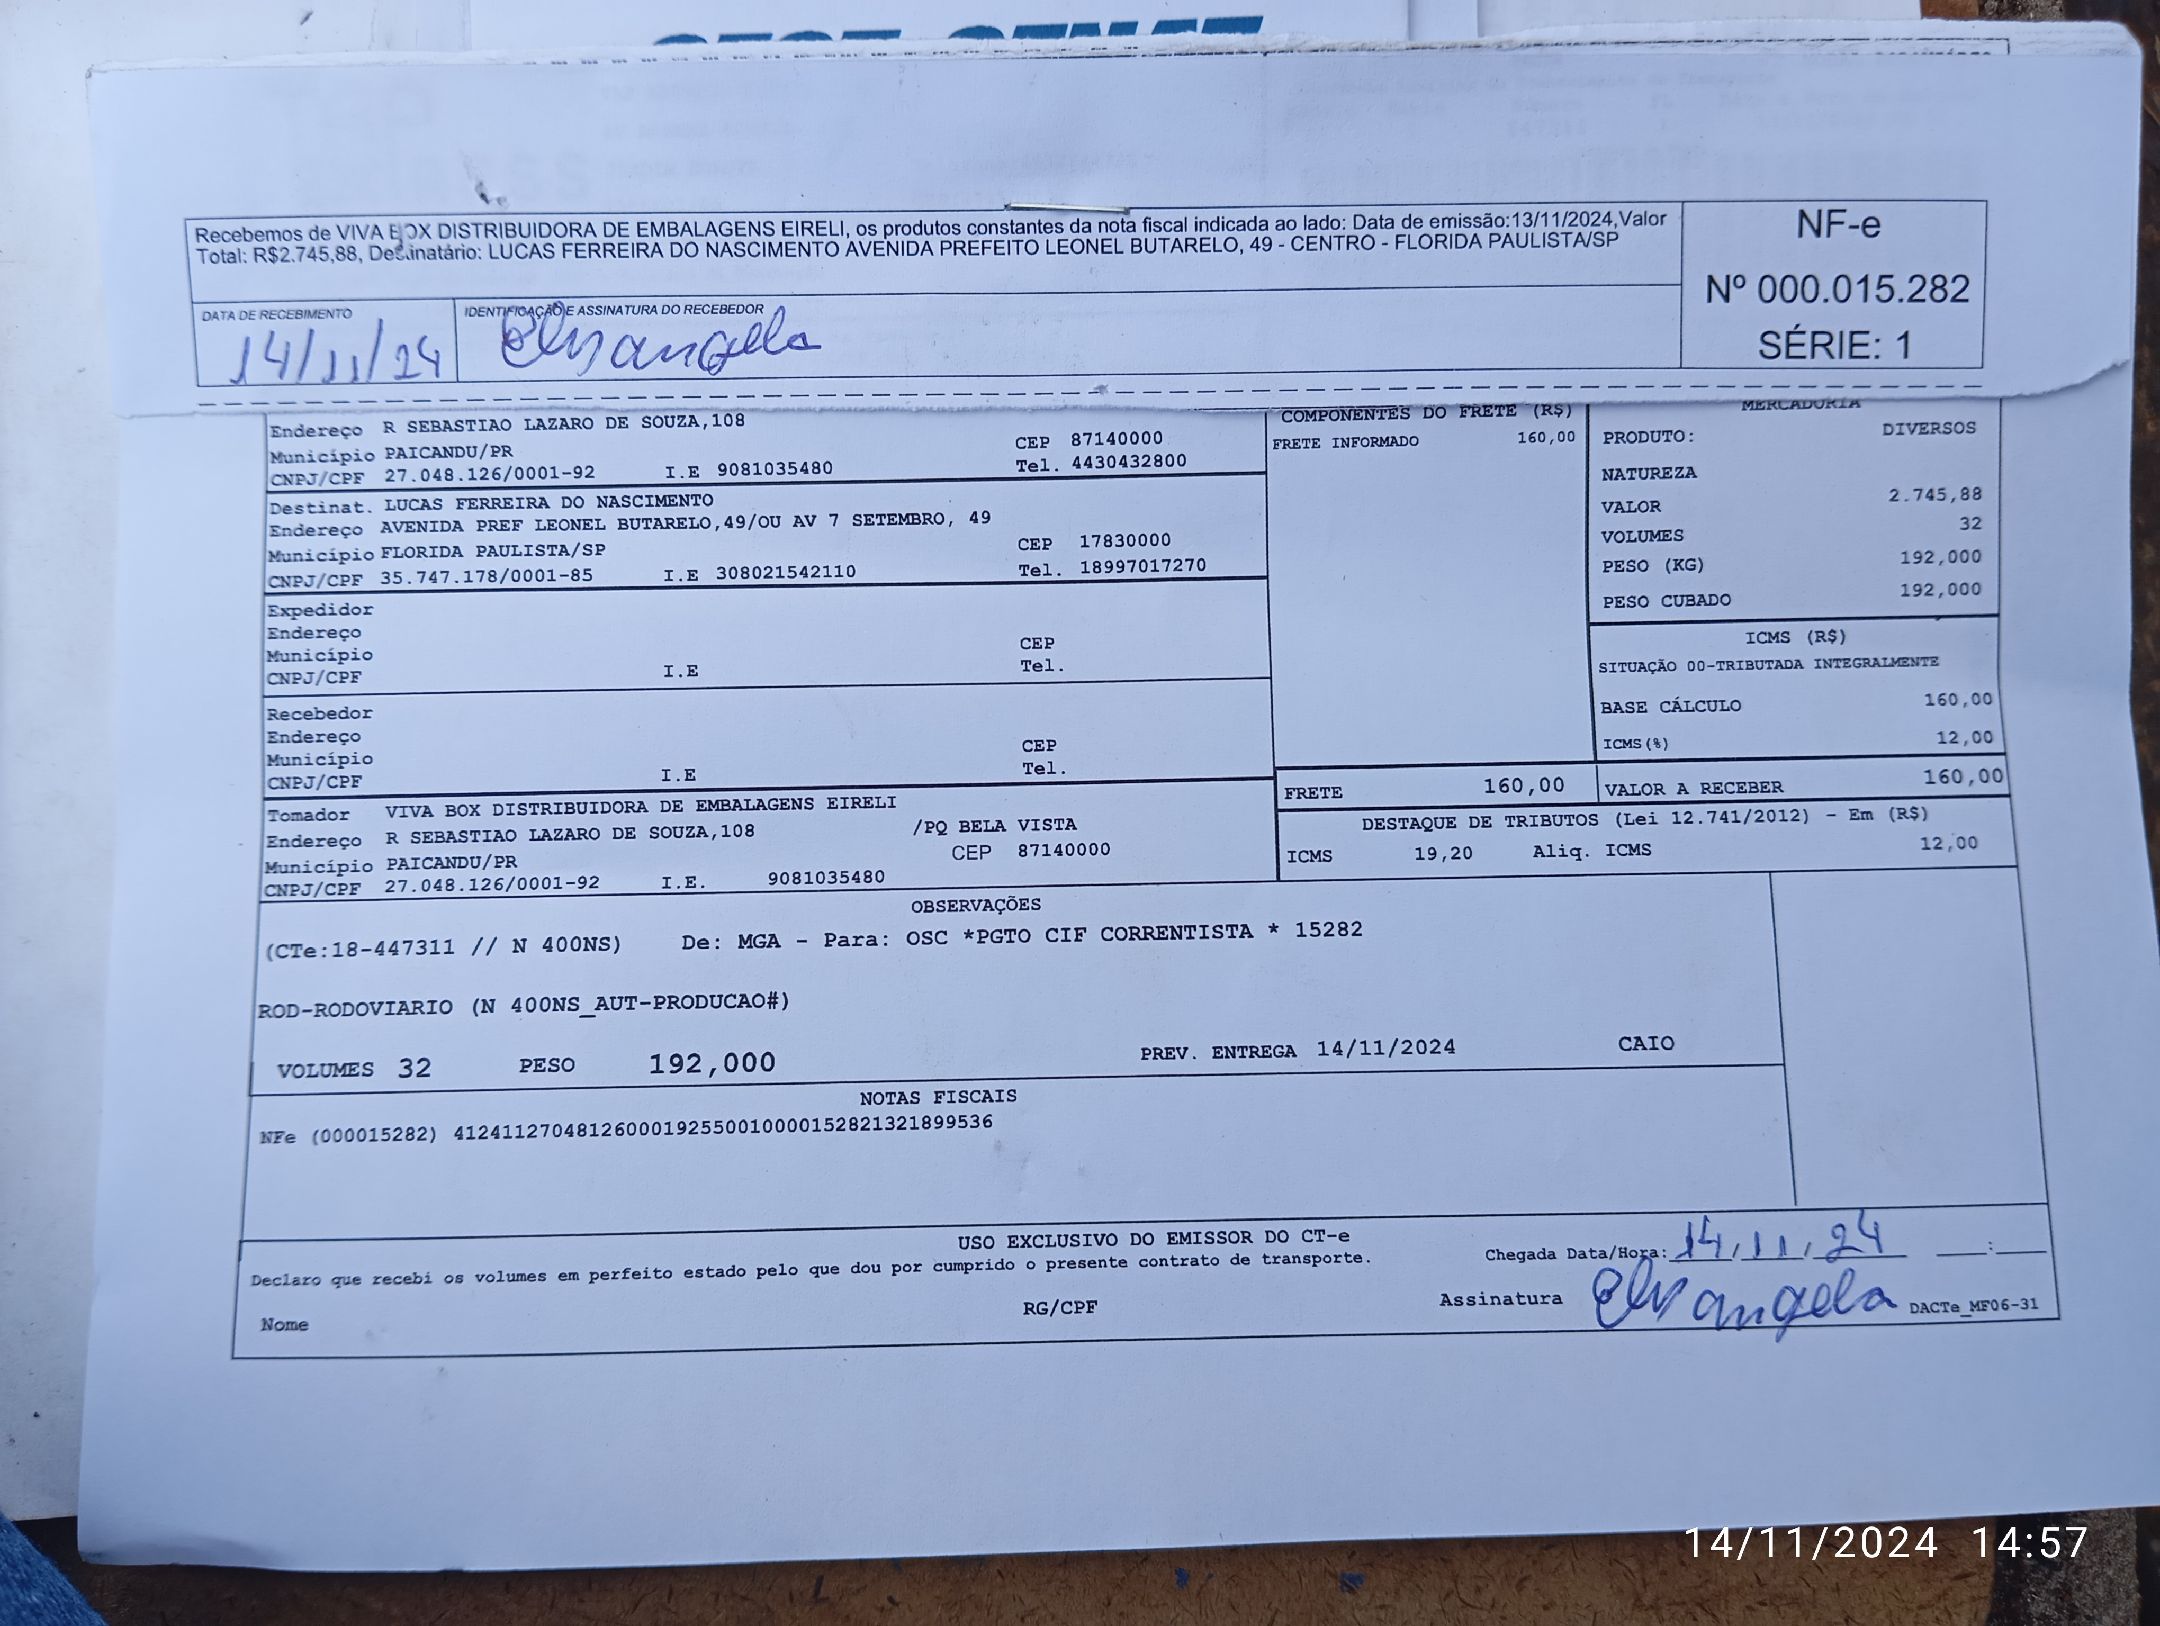 Recebemos de VIVA BOX DISTRIBUIDORA DE EMBALAGENS EIRELI, os produtos constantes da nota fiscal indicada ao lado: Data de emissão:13/11/2024,Valor
Total: R$2.745,88, Destinatário: LUCAS FERREIRA DO NASCIMENTO AVENIDA PREFEITO LEONEL BUTARELO, 49 - CENTRO - FLORIDA PAULISTA/SP
NF-e
Nº 000.015.282
SÉRIE: 1
DATA DE RECEBIMENTO
14/11/24
IDENTIFICAÇÃO E ASSINATURA DO RECEBEDOR
Elisangela
Endereço R SEBASTIAO LAZARO DE SOUZA,108
Município PAICANDU/PR CEP 87140000
CNPJ/CPF 27.048.126/0001-92 I.E 9081035480 Tel. 4430432800
Destinat. LUCAS FERREIRA DO NASCIMENTO
Endereço AVENIDA PREF LEONEL BUTARELO,49/OU AV 7 SETEMBRO, 49
Município FLORIDA PAULISTA/SP CEP 17830000
CNPJ/CPF 35.747.178/0001-85 I.E 308021542110 Tel. 18997017270
Expedidor
Endereço
Município CEP
CNPJ/CPF I.E Tel.
Recebedor
Endereço
Município CEP
CNPJ/CPF I.E Tel.
Tomador VIVA BOX DISTRIBUIDORA DE EMBALAGENS EIRELI
Endereço R SEBASTIAO LAZARO DE SOUZA,108 /PQ BELA VISTA
Município PAICANDU/PR CEP 87140000
CNPJ/CPF 27.048.126/0001-92 I.E. 9081035480
COMPONENTES DO FRETE (R$)
FRETE INFORMADO 160,00
MERCADORIA
PRODUTO: DIVERSOS
NATUREZA
VALOR 2.745,88
VOLUMES 32
PESO (KG) 192,000
PESO CUBADO 192,000
ICMS (R$)
SITUAÇÃO 00-TRIBUTADA INTEGRALMENTE
BASE CÁLCULO 160,00
ICMS(%) 12,00
FRETE 160,00 VALOR A RECEBER 160,00
DESTAQUE DE TRIBUTOS (Lei 12.741/2012) - Em (R$)
ICMS 19,20 Aliq. ICMS 12,00
OBSERVAÇÕES
(CTe:18-447311 // N 400NS) De: MGA - Para: OSC *PGTO CIF CORRENTISTA * 15282
ROD-RODOVIARIO (N 400NS_AUT-PRODUCAO#)
VOLUMES 32 PESO 192,000 PREV. ENTREGA 14/11/2024 CAIO
NOTAS FISCAIS
NFe (000015282) 41241127048126000192550010000152821321899536
USO EXCLUSIVO DO EMISSOR DO CT-e
Declaro que recebi os volumes em perfeito estado pelo que dou por cumprido o presente contrato de transporte.
Chegada Data/Hora: 14/11/24 __:__
Nome RG/CPF Assinatura Elisangela DACTe_MF06-31
14/11/2024 14:57